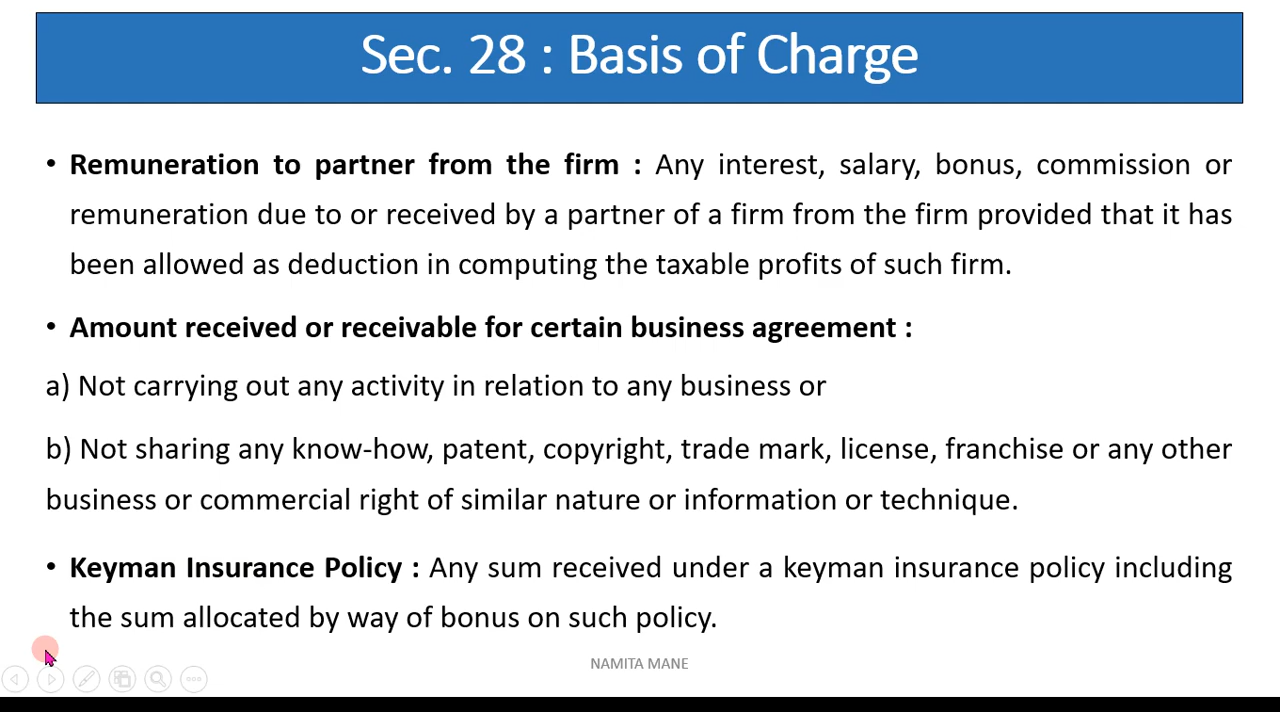 Sec. 28 : Basis of Charge
• Remuneration to partner from the firm : Any interest, salary, bonus, commission or
remuneration due to or received by a partner of a firm from the firm provided that it has
been allowed as deduction in computing the taxable profits of such firm.
• Amount received or receivable for certain business agreement :
a) Not carrying out any activity in relation to any business or
b) Not sharing any know-how, patent, copyright, trade mark, license, franchise or any other
business or commercial right of similar nature or information or technique.
• Keyman Insurance Policy : Any sum received under a keyman insurance policy including
the sum allocated by way of bonus on such policy.
NAMITA MANE